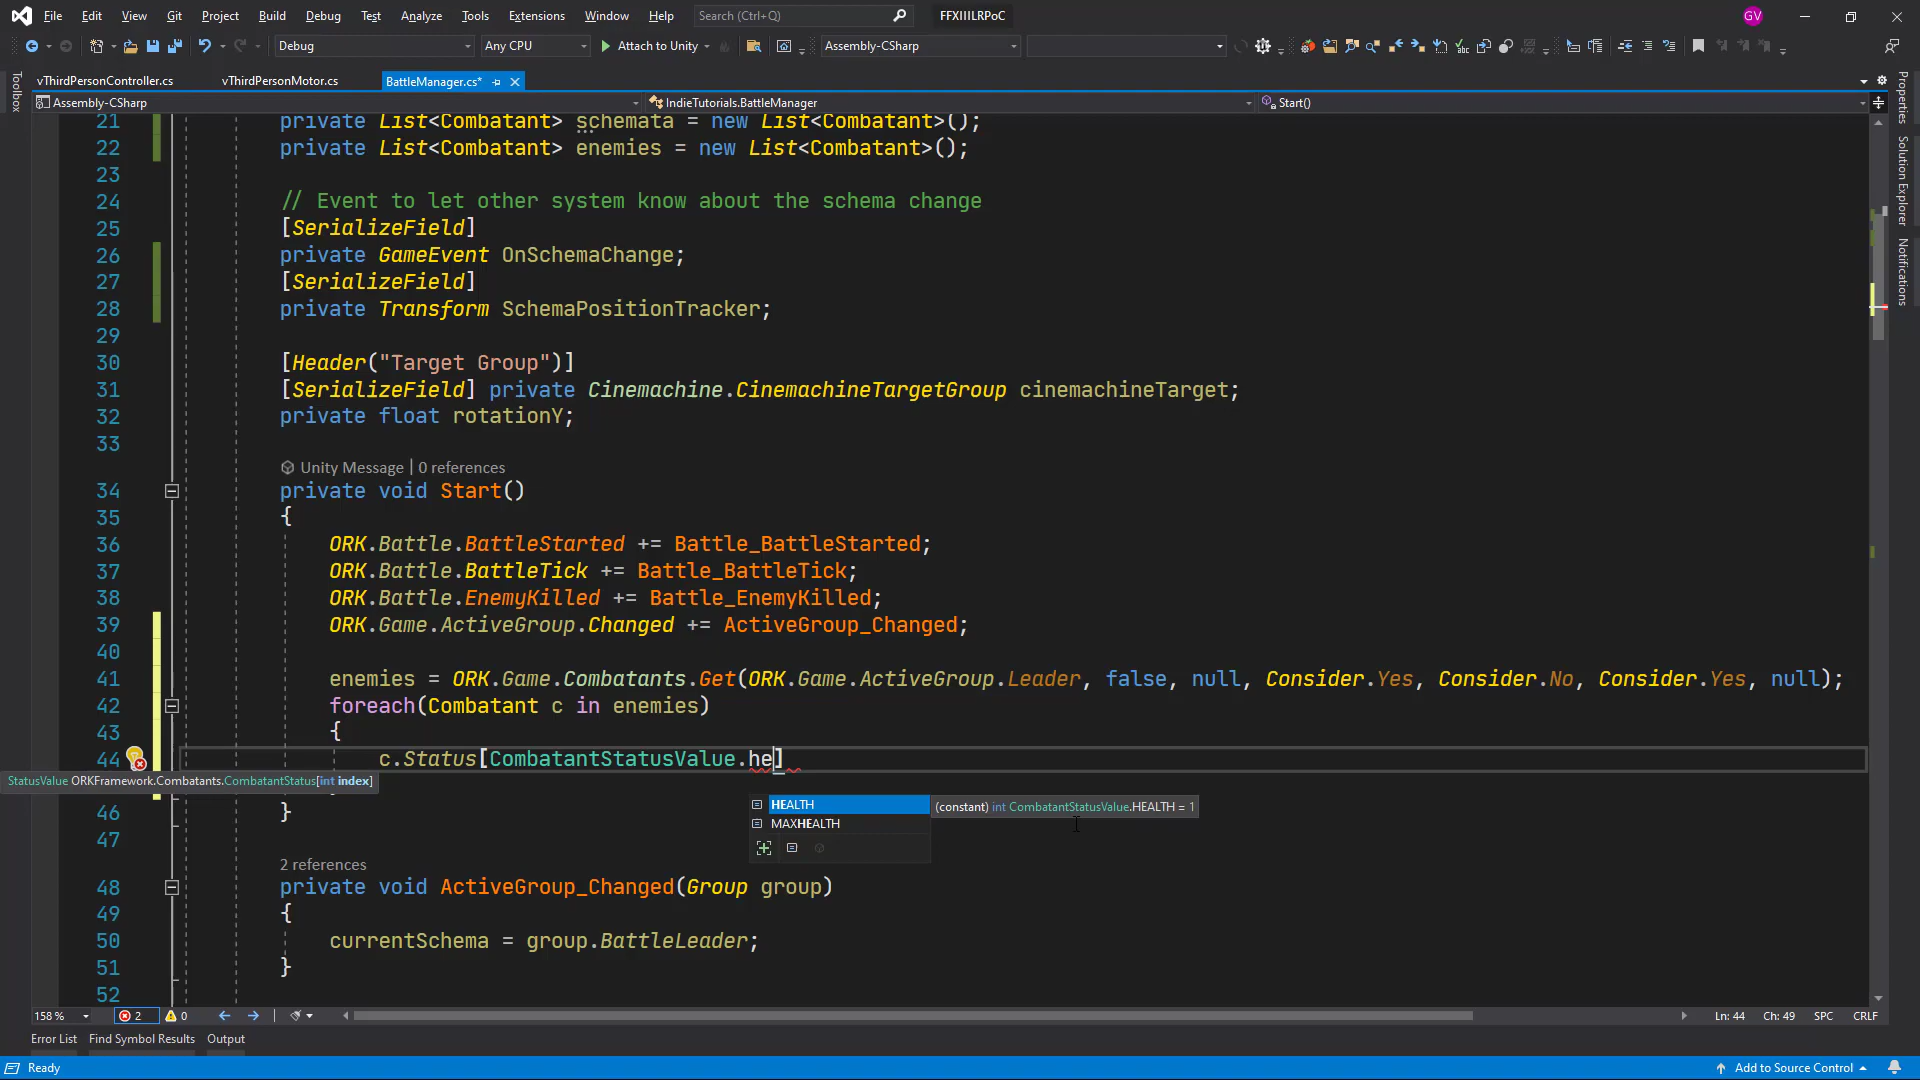 File Edit View Git Project Build Debug Test Analyze Tools Extensions Window Help Search (Ctrl+Q) FFXIIILRPoC GV
Debug Any CPU Attach to Unity Assembly-CSharp
vThirdPersonController.cs vThirdPersonMotor.cs BattleManager.cs*
Assembly-CSharp IndieTutorials.BattleManager Start()
Toolbox
Properties
Solution Explorer
Notifications
21 private List<Combatant> schemata = new List<Combatant>();
22 private List<Combatant> enemies = new List<Combatant>();
23
24 // Event to let other system know about the schema change
25 [SerializeField]
26 private GameEvent OnSchemaChange;
27 [SerializeField]
28 private Transform SchemaPositionTracker;
29
30 [Header("Target Group")]
31 [SerializeField] private Cinemachine.CinemachineTargetGroup cinemachineTarget;
32 private float rotationY;
33
Unity Message | 0 references
34 private void Start()
35 {
36 ORK.Battle.BattleStarted += Battle_BattleStarted;
37 ORK.Battle.BattleTick += Battle_BattleTick;
38 ORK.Battle.EnemyKilled += Battle_EnemyKilled;
39 ORK.Game.ActiveGroup.Changed += ActiveGroup_Changed;
40
41 enemies = ORK.Game.Combatants.Get(ORK.Game.ActiveGroup.Leader, false, null, Consider.Yes, Consider.No, Consider.Yes, null);
42 foreach(Combatant c in enemies)
43 {
44 c.Status[CombatantStatusValue.he]
StatusValue ORKFramework.Combatants.CombatantStatus[int index]
HEALTH (constant) int CombatantStatusValue.HEALTH = 1
MAXHEALTH
46 }
47
2 references
48 private void ActiveGroup_Changed(Group group)
49 {
50 currentSchema = group.BattleLeader;
51 }
52
158 % 2 0 Ln: 44 Ch: 49 SPC CRLF
Error List Find Symbol Results Output
Ready Add to Source Control